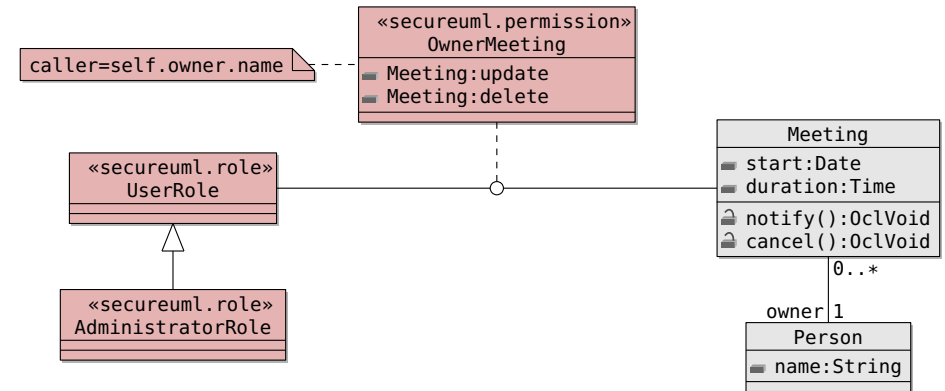 «secureuml.permission»
OwnerMeeting
caller=self.owner.name
Meeting:update
Meeting:delete
Meeting
start:Date
duration:Time
notify():OclVoid
cancel():OclVoid
«secureuml.role»
UserRole
0..*
«secureuml.role»
AdministratorRole
owner 1
Person
name:String